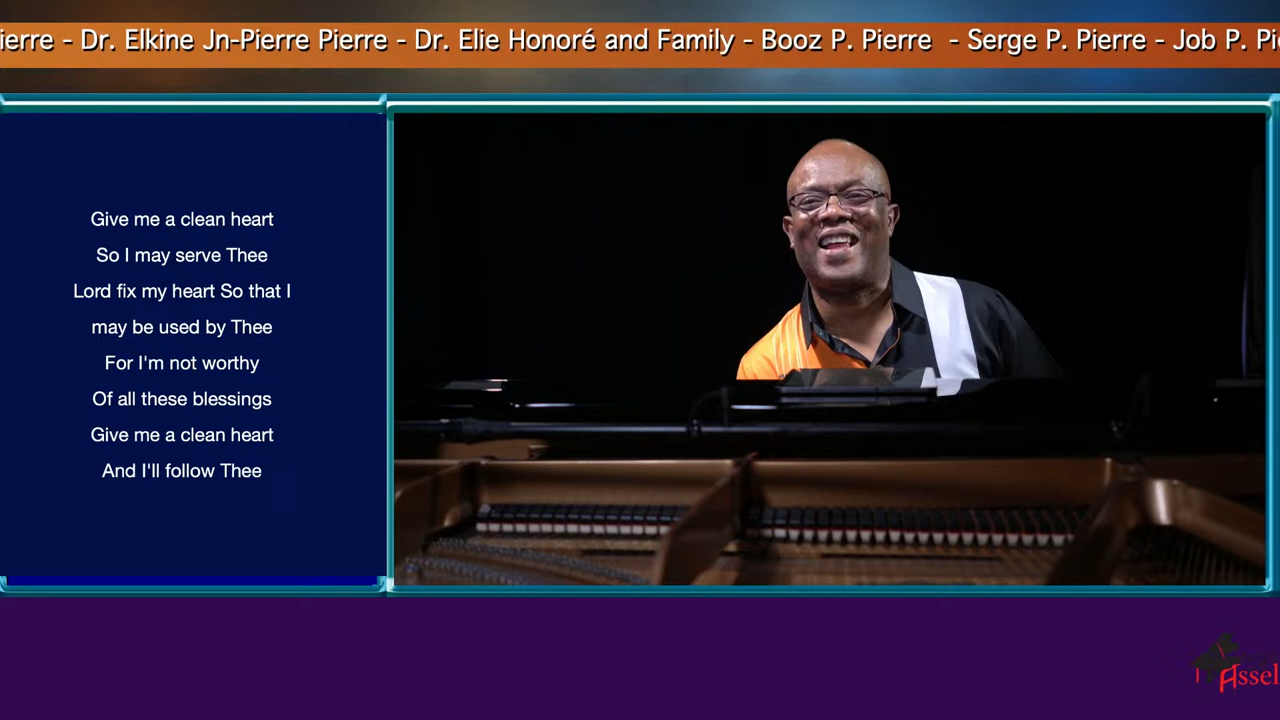 ierre - Dr. Elkine Jn-Pierre Pierre - Dr. Elie Honoré and Family - Booz P. Pierre - Serge P. Pierre - Job P. Pi
Give me a clean heart
So I may serve Thee
Lord fix my heart So that I
may be used by Thee
For I'm not worthy
Of all these blessings
Give me a clean heart
And I'll follow Thee
Assel